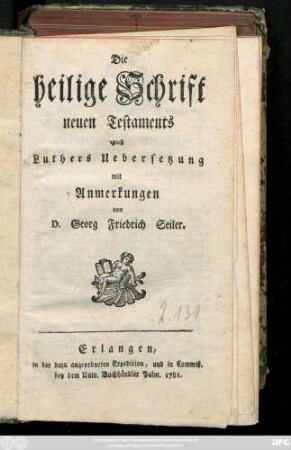 Die
heilige Schrift
neuen Testaments
nach
Luthers Uebersetzung
mit
Anmerkungen
von
D. Georg Friedrich Seiler.
2. 131
Erlangen,
in der dazu angeordneten Expedition, und in Commiß.
bey dem Univ. Buchhändler Palm. 1781.